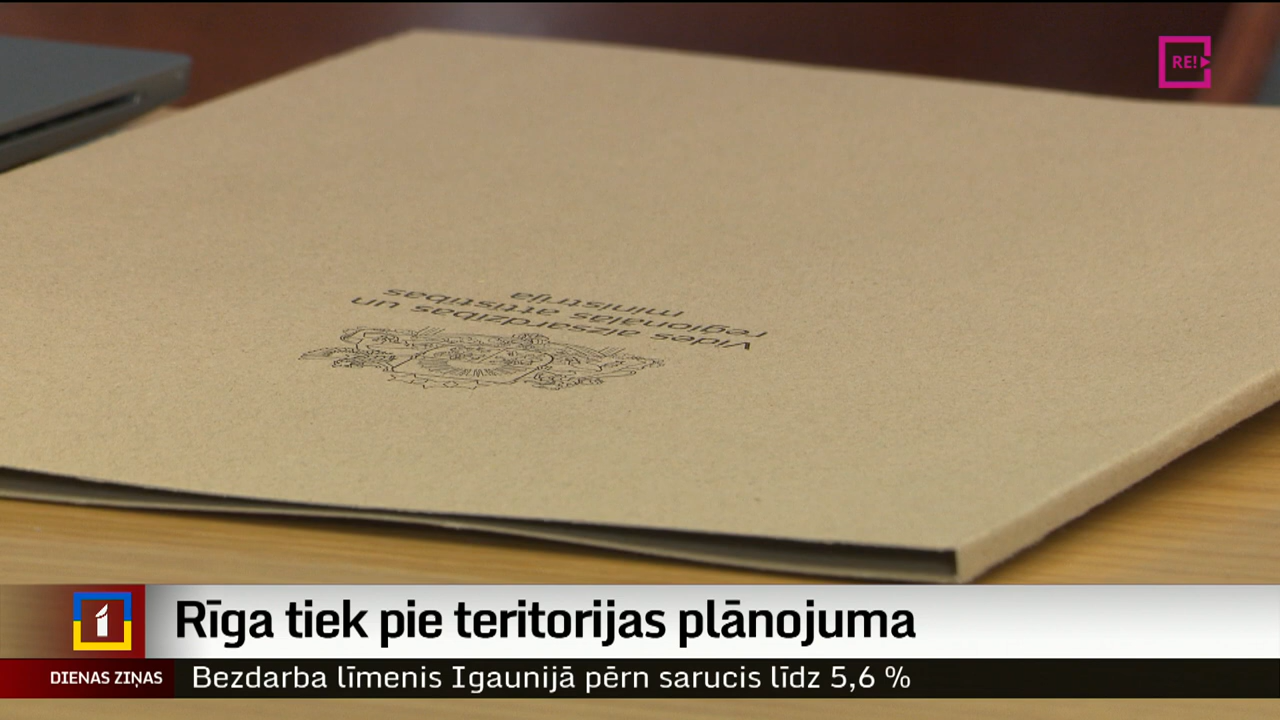 RE!
Vides aizsardzības un
reģionālās attīstības
ministrija
1
Rīga tiek pie teritorijas plānojuma
DIENAS ZIŅAS
Bezdarba līmenis Igaunijā pērn sarucis līdz 5,6 %